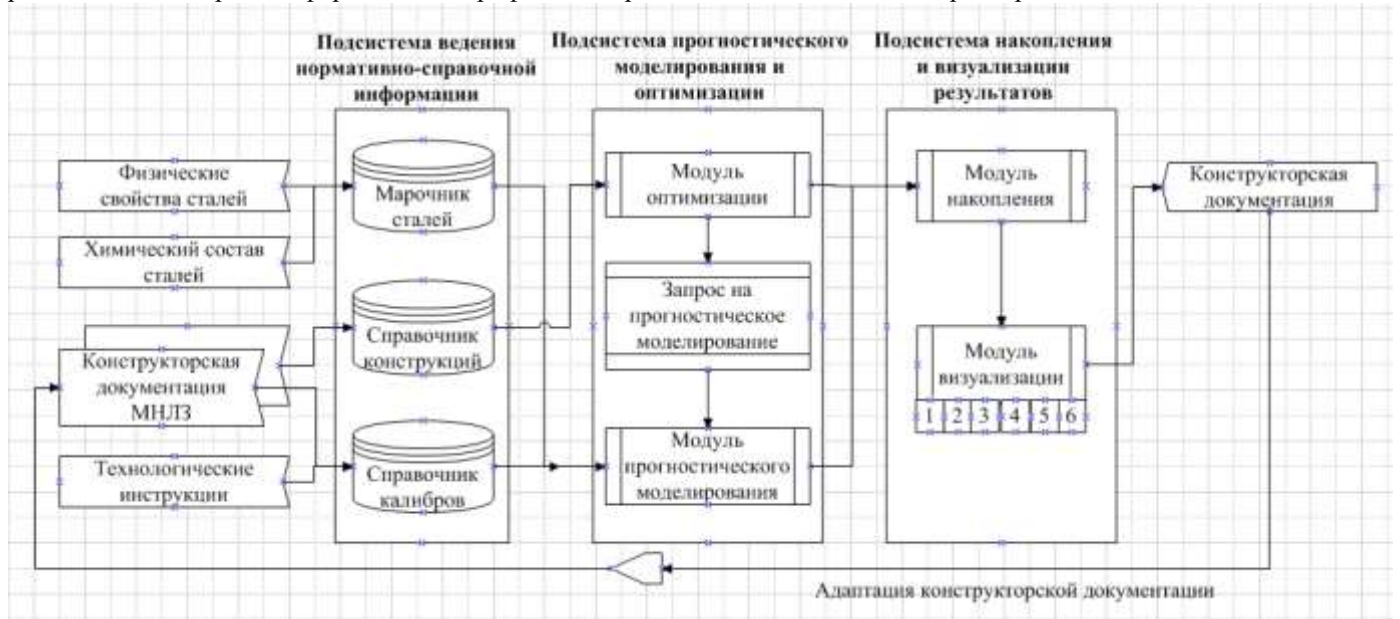 Подсистема ведения
нормативно-справочной
информации
Подсистема прогностического
моделирования и
оптимизации
Подсистема накопления
и визуализации
результатов
Физические
свойства сталей
Химический состав
сталей
Конструкторская
документация
МНЛЗ
Технологические
инструкции
Марочник
сталей
Справочник
конструкций
Справочник
калибров
Модуль
оптимизации
Запрос на
прогностическое
моделирование
Модуль
прогностического
моделирования
Модуль
накопления
Модуль
визуализации
1 2 3 4 5 6
Конструкторская
документация
Адаптация конструкторской документации